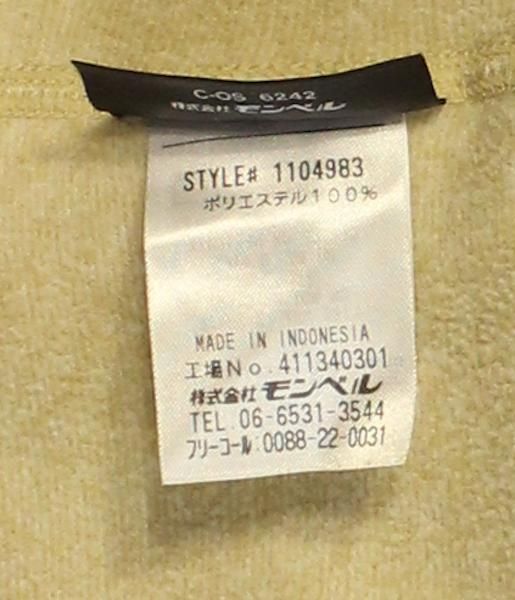 C-OS 6242
株式会社 モンベル
STYLE# 1104983
ポリエステル100%
MADE IN INDONESIA
工場No.411340301
株式会社 モンベル
TEL.06-6531-3544
フリーコール:0088-22-0031